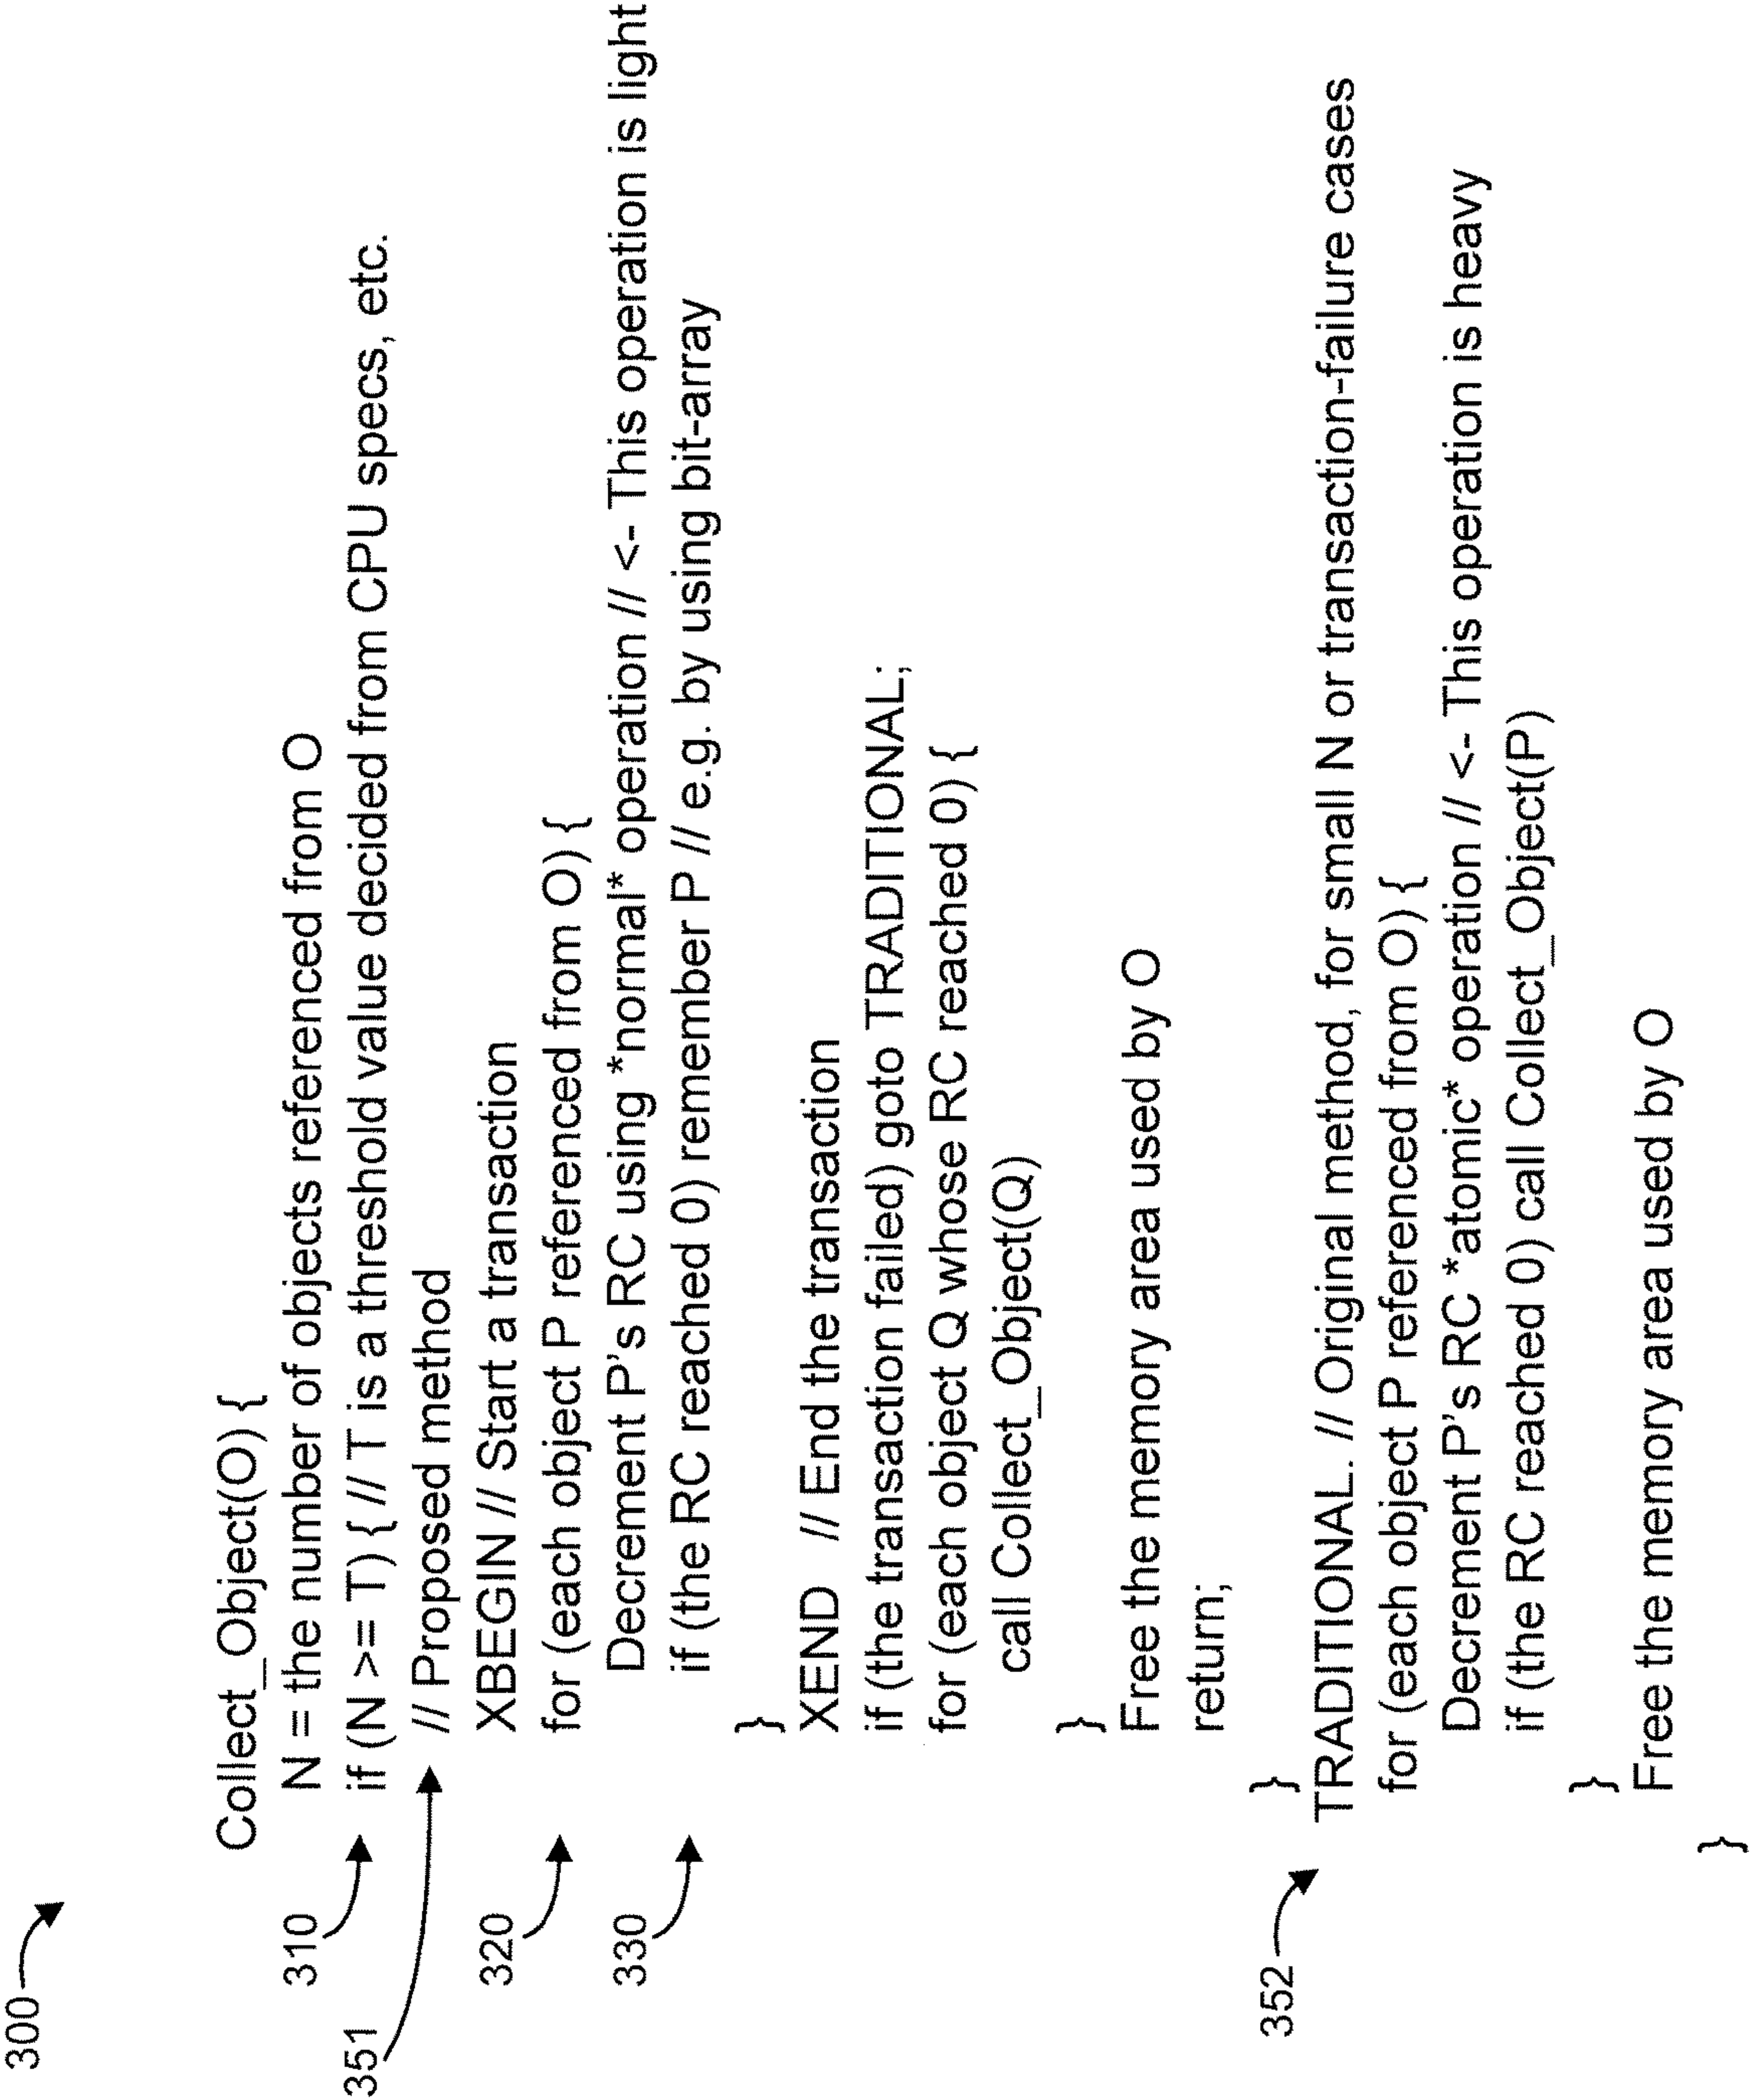 300
Collect_Object(O) {
N = the number of objects referenced from O
310
if (N >= T) { // T is a threshold value decided from CPU specs, etc.
351
// Proposed method
XBEGIN // Start a transaction
320
for (each object P referenced from O) {
Decrement P's RC using *normal* operation // <- This operation is light
330
if (the RC reached 0) remember P // e.g. by using bit-array
}
XEND // End the transaction
if (the transaction failed) goto TRADITIONAL;
for (each object Q whose RC reached 0) {
call Collect_Object(Q)
}
Free the memory area used by O
return;
}
352
TRADITIONAL. // Original method, for small N or transaction-failure cases
for (each object P referenced from O) {
Decrement P's RC *atomic* operation // <- This operation is heavy
if (the RC reached 0) call Collect_Object(P)
}
Free the memory area used by O
}